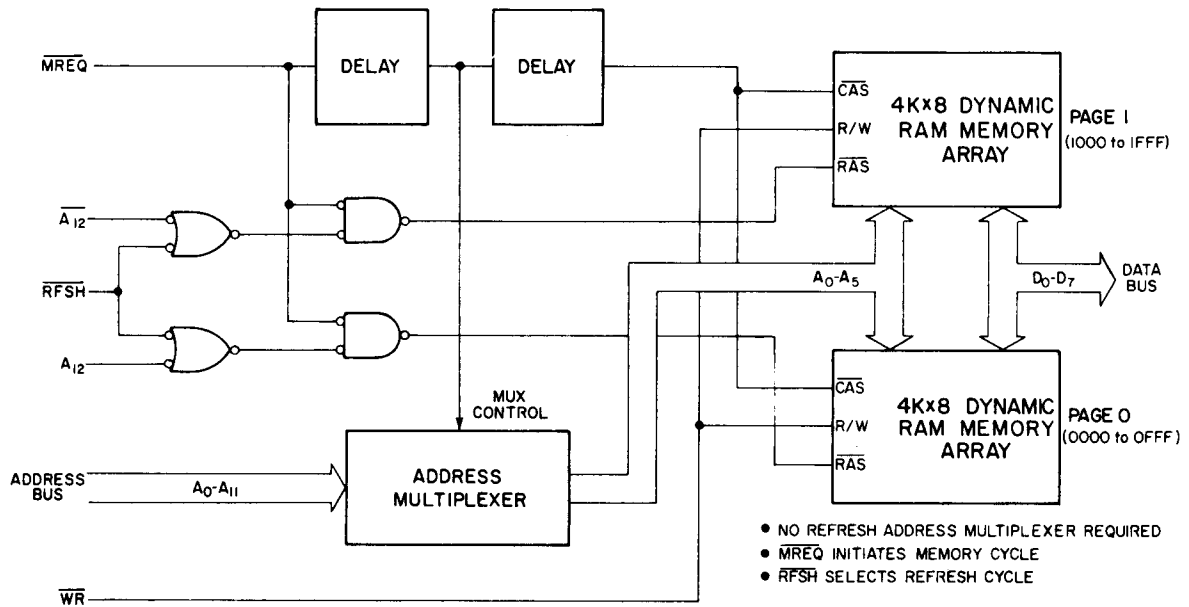 MREQ
DELAY
DELAY
CAS
R/W
RAS
4K×8 DYNAMIC
RAM MEMORY
ARRAY
PAGE 1
(1000 to 1FFF)
A12
RFSH
A12
A0-A5
D0-D7
DATA
BUS
MUX
CONTROL
ADDRESS
BUS
A0-A11
ADDRESS
MULTIPLEXER
CAS
R/W
RAS
4K×8 DYNAMIC
RAM MEMORY
ARRAY
PAGE 0
(0000 to 0FFF)
● NO REFRESH ADDRESS MULTIPLEXER REQUIRED
● MREQ INITIATES MEMORY CYCLE
● RFSH SELECTS REFRESH CYCLE
WR